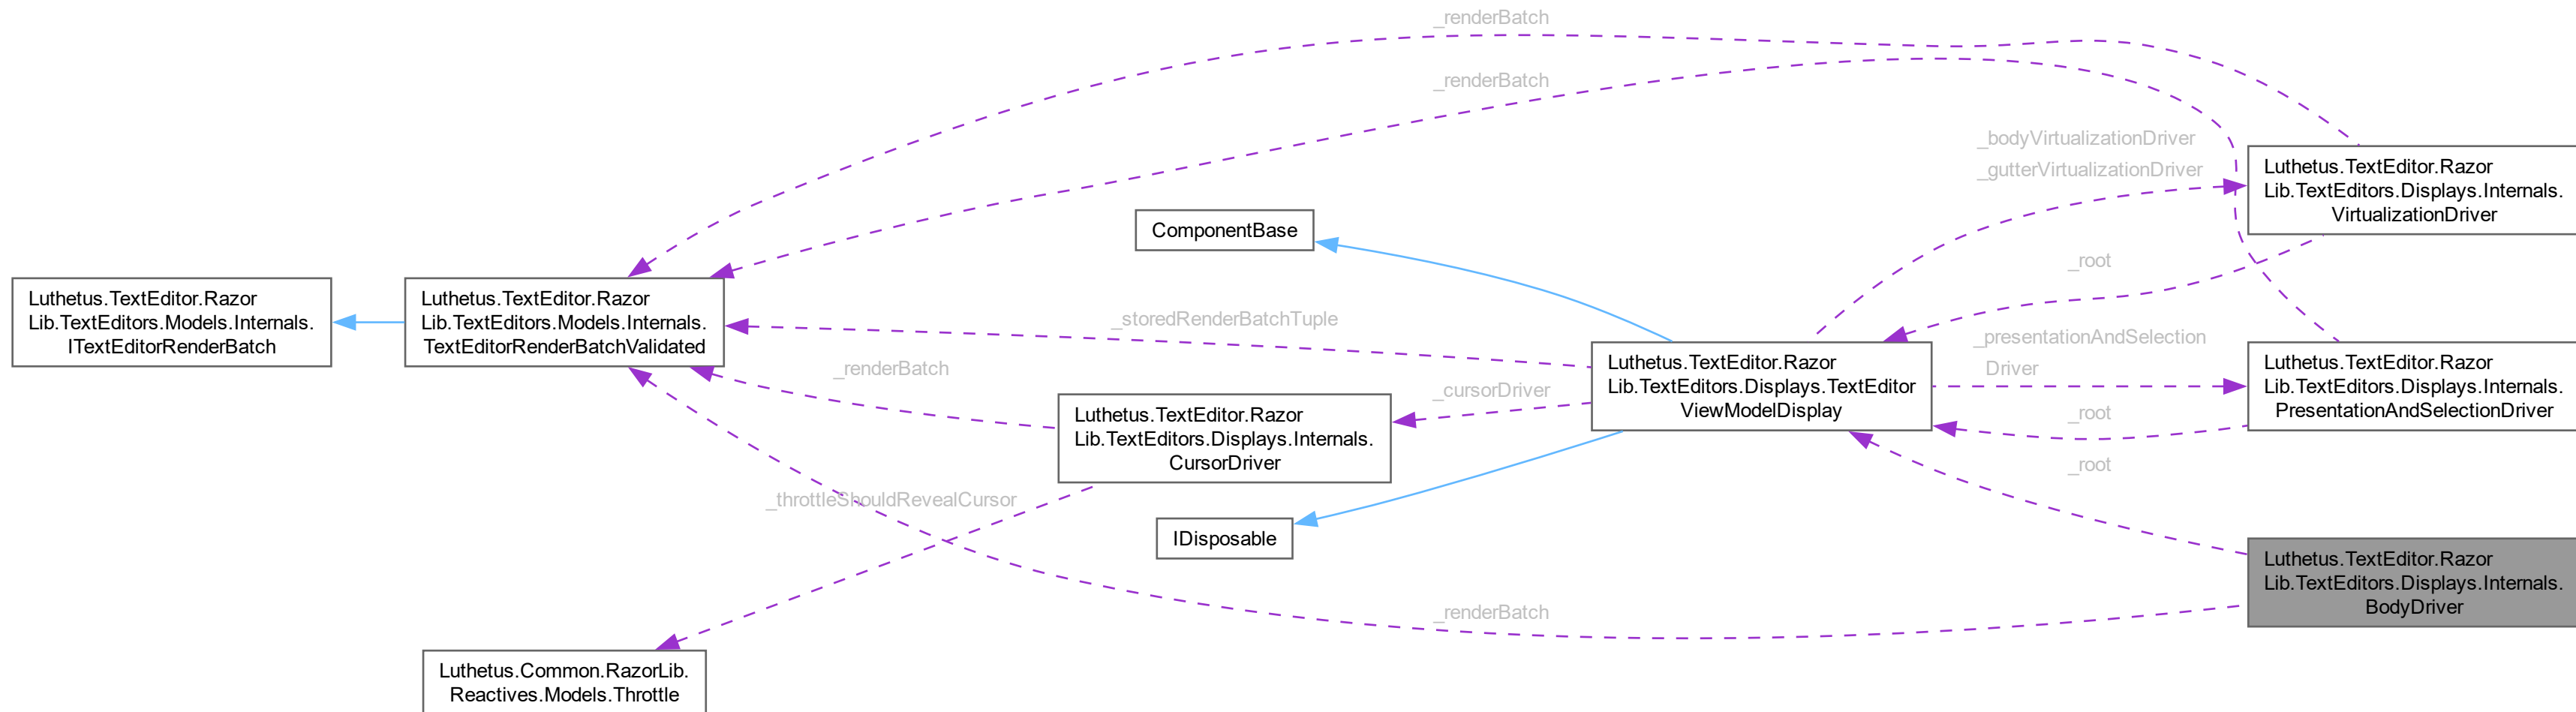 _renderBatch
_renderBatch
_bodyVirtualizationDriver
_gutterVirtualizationDriver
Luthetus.TextEditor.Razor
Lib.TextEditors.Displays.Internals.
VirtualizationDriver
ComponentBase
_root
Luthetus.TextEditor.Razor
Lib.TextEditors.Models.Internals.
ITextEditorRenderBatch
Luthetus.TextEditor.Razor
Lib.TextEditors.Models.Internals.
TextEditorRenderBatchValidated
_storedRenderBatchTuple
_renderBatch
_cursorDriver
Luthetus.TextEditor.Razor
Lib.TextEditors.Displays.TextEditor
ViewModelDisplay
_presentationAndSelection
Driver
Luthetus.TextEditor.Razor
Lib.TextEditors.Displays.Internals.
PresentationAndSelectionDriver
_root
_root
Luthetus.TextEditor.Razor
Lib.TextEditors.Displays.Internals.
CursorDriver
_throttleShouldRevealCursor
IDisposable
Luthetus.TextEditor.Razor
Lib.TextEditors.Displays.Internals.
BodyDriver
_renderBatch
Luthetus.Common.RazorLib.
Reactives.Models.Throttle